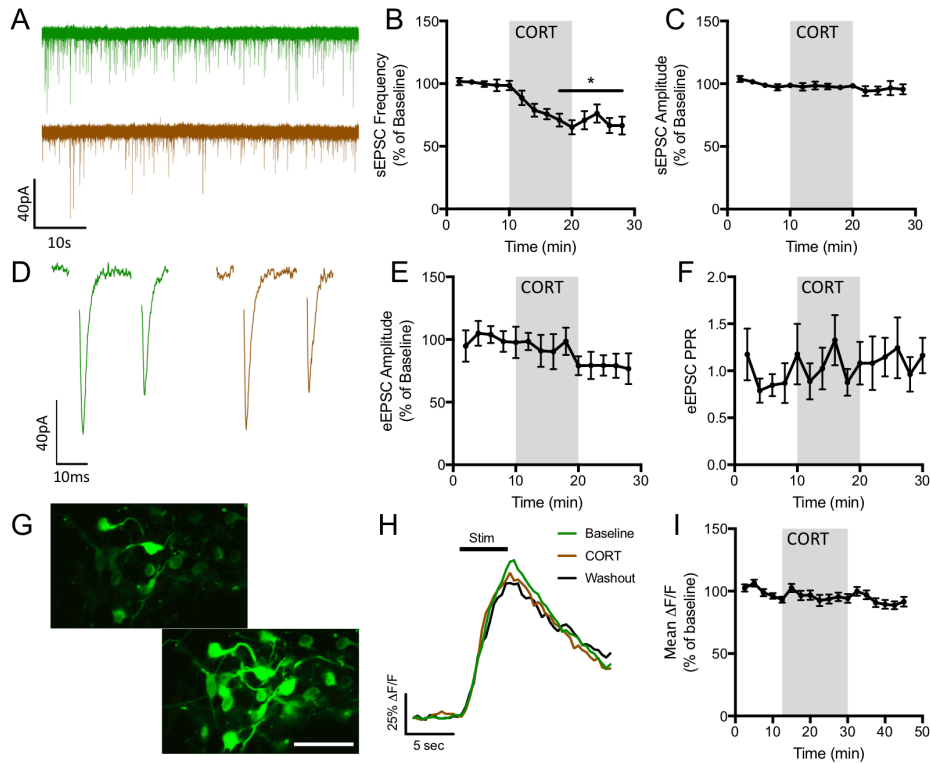 A
40pA
10s
B
sEPSC Frequency
(% of Baseline)
150
100
50
0
CORT
*
0
10
20
30
Time (min)
C
sEPSC Amplitude
(% of Baseline)
150
100
50
0
CORT
0
10
20
30
Time (min)
D
40pA
10ms
E
eEPSC Amplitude
(% of Baseline)
150
100
50
0
CORT
0
10
20
30
Time (min)
F
eEPSC PPR
2.0
1.5
1.0
0.5
0.0
CORT
0
10
20
30
Time (min)
G
H
Stim
Baseline
CORT
Washout
25% ΔF/F
5 sec
I
Mean ΔF/F
(% of baseline)
150
100
50
0
CORT
0
10
20
30
40
50
Time (min)